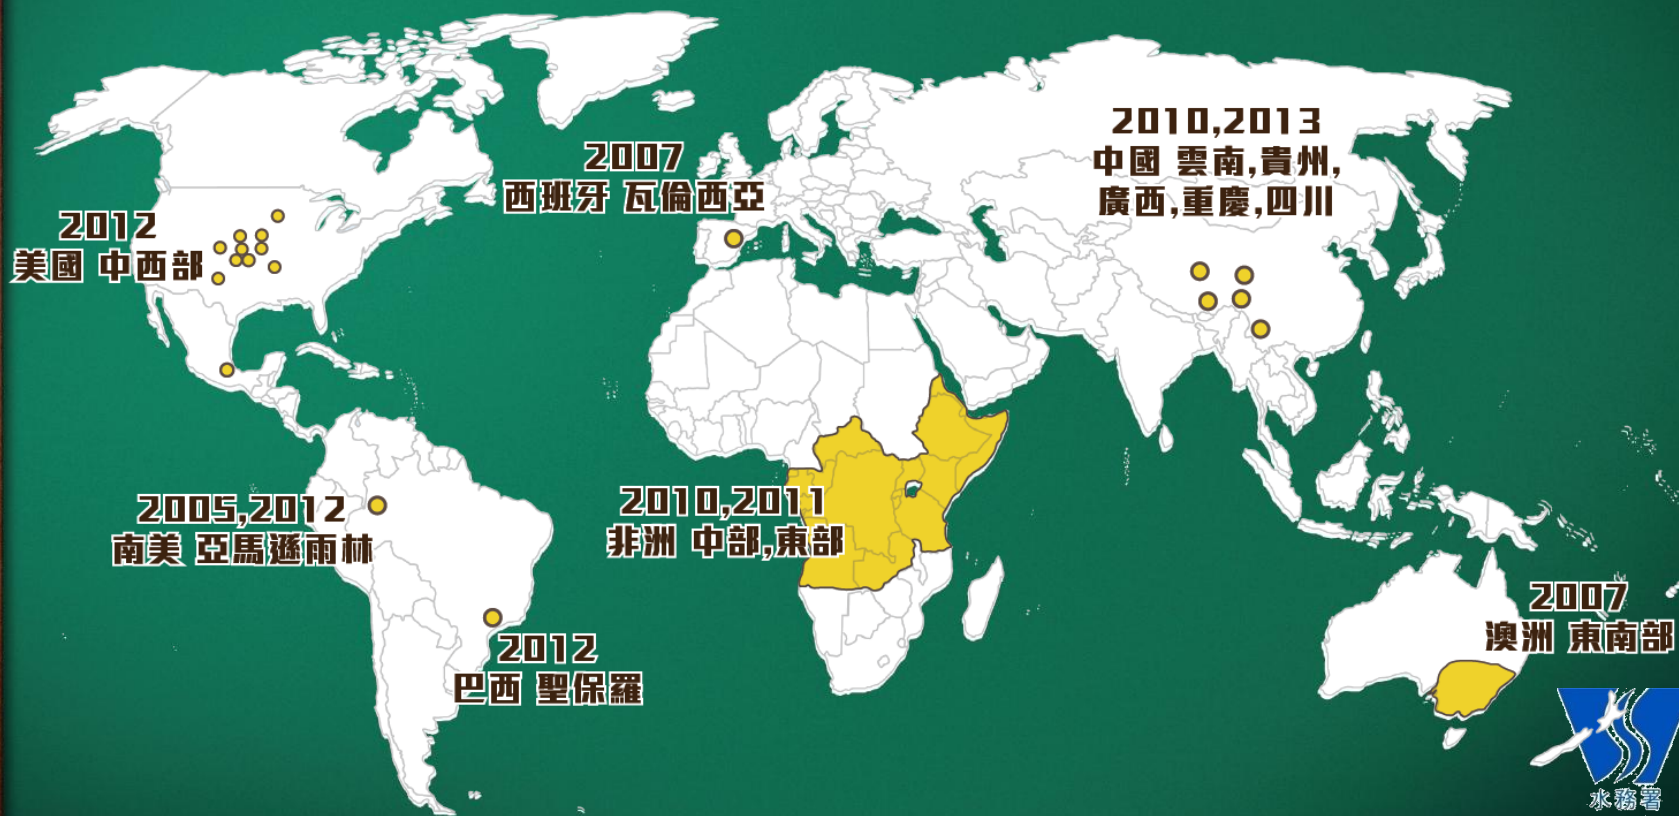 2010,2013
中國 雲南,貴州,
廣西,重慶,四川
2007
西班牙 瓦倫西亞
2012
美國 中西部
2005,2012
南美 亞馬遜雨林
2010,2011
非洲 中部,東部
2007
澳洲 東南部
2012
巴西 聖保羅
水務署